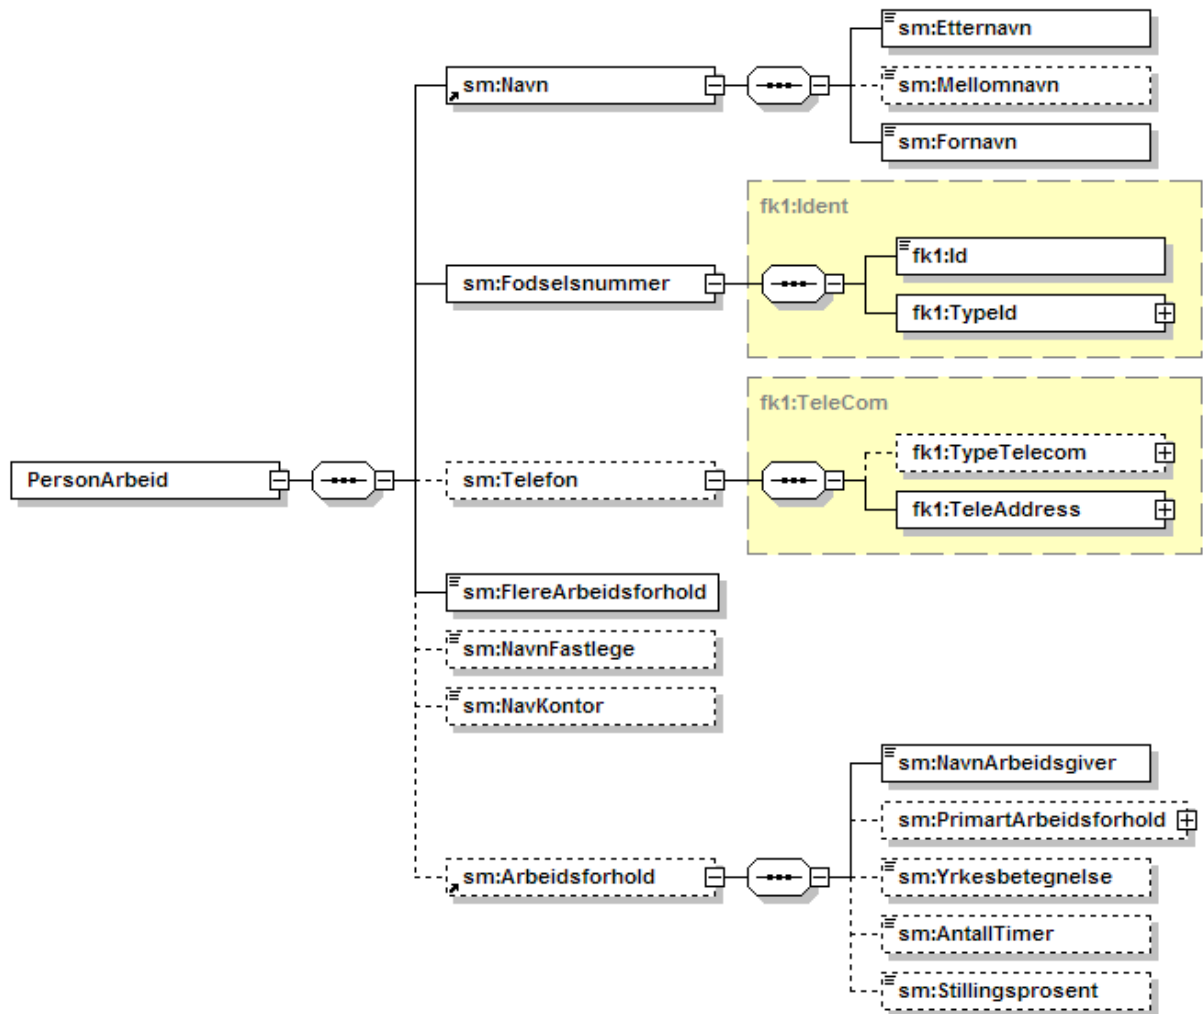 PersonArbeid
sm:Navn
sm:Etternavn
sm:Mellomnavn
sm:Fornavn
sm:Fodselsnummer
fk1:Ident
fk1:Id
fk1:TypeId
sm:Telefon
fk1:TeleCom
fk1:TypeTelecom
fk1:TeleAddress
sm:FlereArbeidsforhold
sm:NavnFastlege
sm:NavKontor
sm:Arbeidsforhold
sm:NavnArbeidsgiver
sm:PrimartArbeidsforhold
sm:Yrkesbetegnelse
sm:AntallTimer
sm:Stillingsprosent